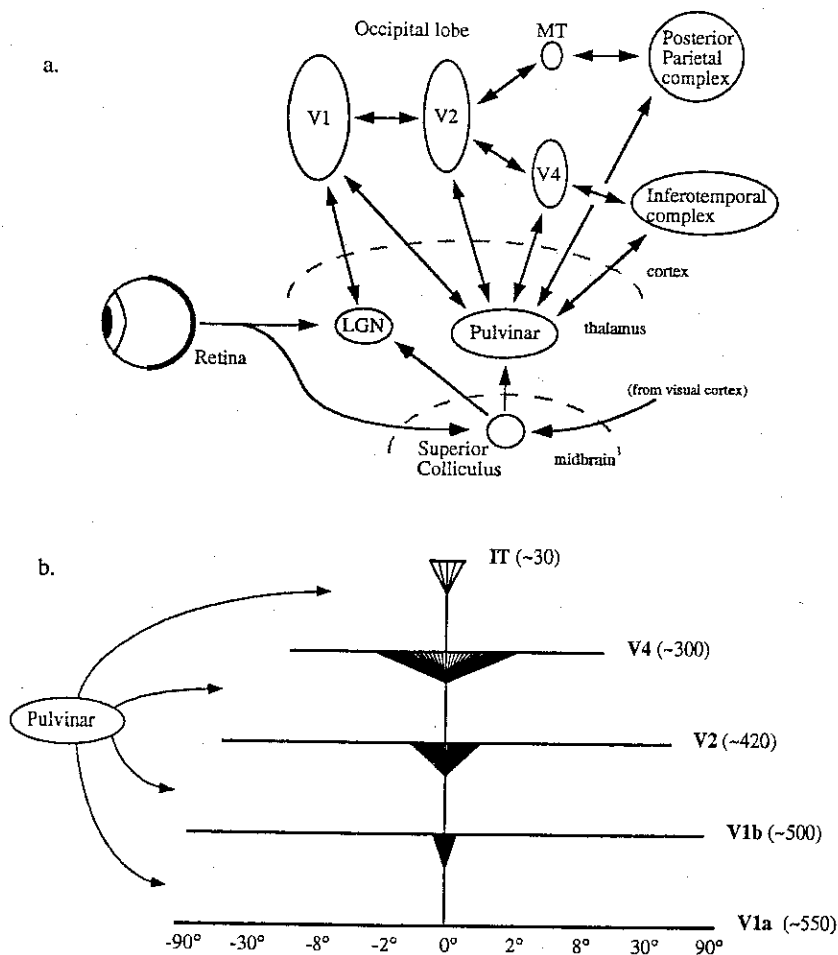 a.
Occipital lobe
MT
Posterior
Parietal
complex
V1
V2
V4
Inferotemporal
complex
cortex
LGN
Pulvinar
thalamus
Retina
(from visual cortex)
Superior
Colliculus
midbrain¹
b.
IT (~30)
V4 (~300)
Pulvinar
V2 (~420)
V1b (~500)
V1a (~550)
-90° -30° -8° -2° 0° 2° 8° 30° 90°